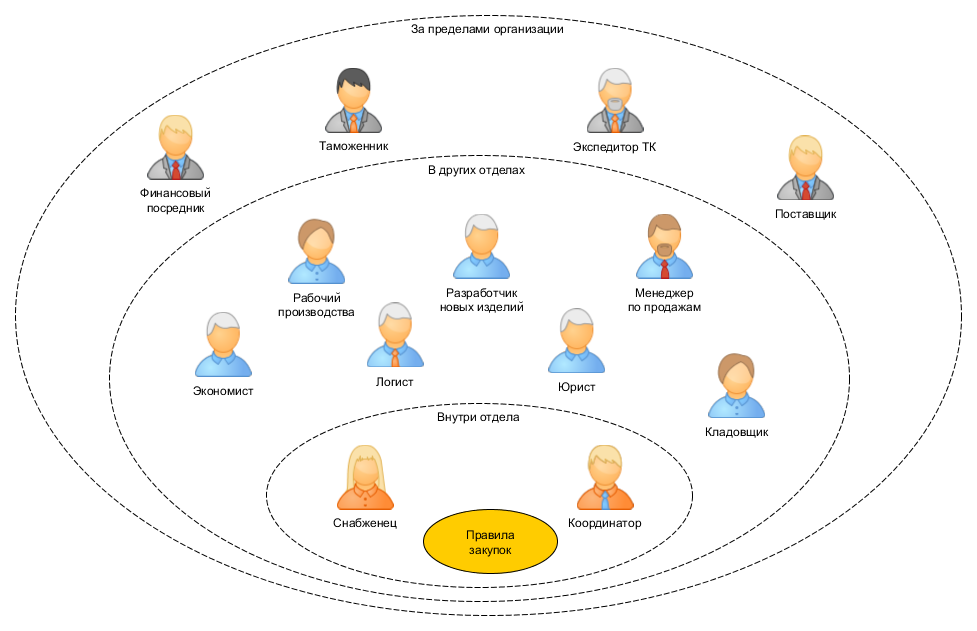 За пределами организации
Таможенник
Экспедитор ТК
Финансовый
посредник
Поставщик
В других отделах
Рабочий
производства
Разработчик
новых изделий
Менеджер
по продажам
Экономист
Логист
Юрист
Кладовщик
Внутри отдела
Снабженец
Координатор
Правила
закупок